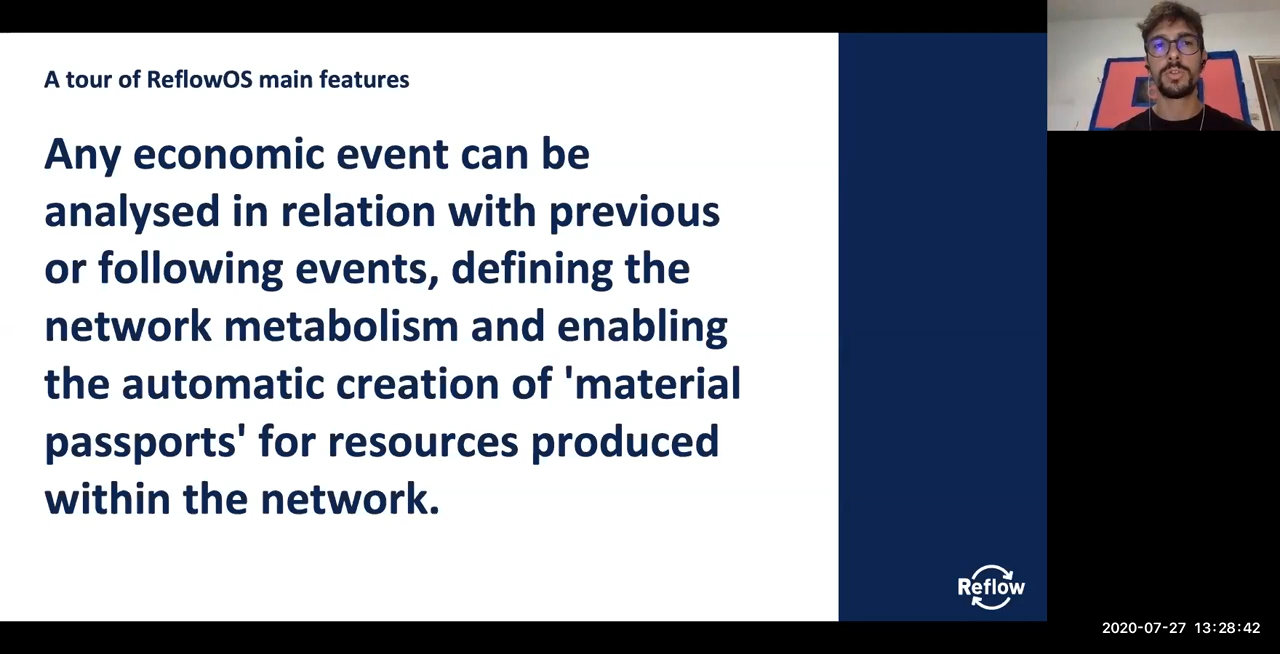 A tour of ReflowOS main features
Any economic event can be
analysed in relation with previous
or following events, defining the
network metabolism and enabling
the automatic creation of 'material
passports' for resources produced
within the network.
Reflow
2020-07-27 13:28:42